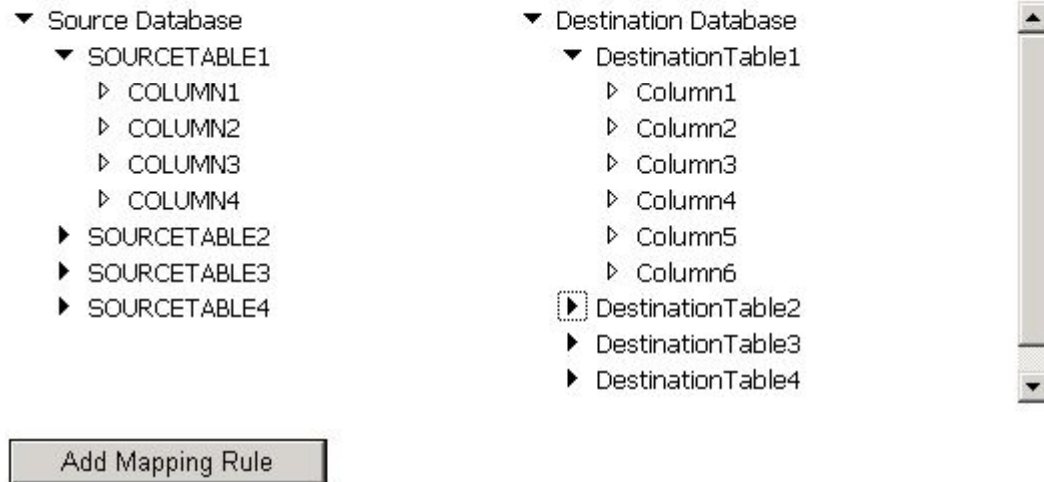 Source Database
SOURCETABLE1
COLUMN1
COLUMN2
COLUMN3
COLUMN4
SOURCETABLE2
SOURCETABLE3
SOURCETABLE4
Destination Database
DestinationTable1
Column1
Column2
Column3
Column4
Column5
Column6
DestinationTable2
DestinationTable3
DestinationTable4
Add Mapping Rule